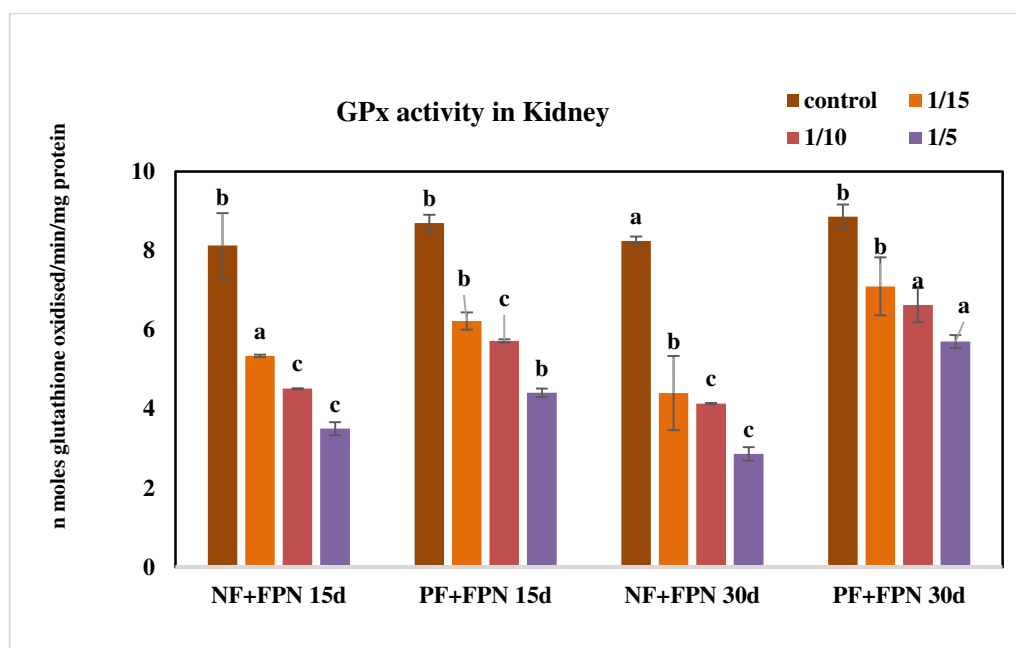 GPx activity in Kidney
control 1/15
1/10 1/5
n moles glutathione oxidised/min/mg protein
10
8
6
4
2
0
b a c c
b b c b
a b c c
b b a a
NF+FPN 15d PF+FPN 15d NF+FPN 30d PF+FPN 30d